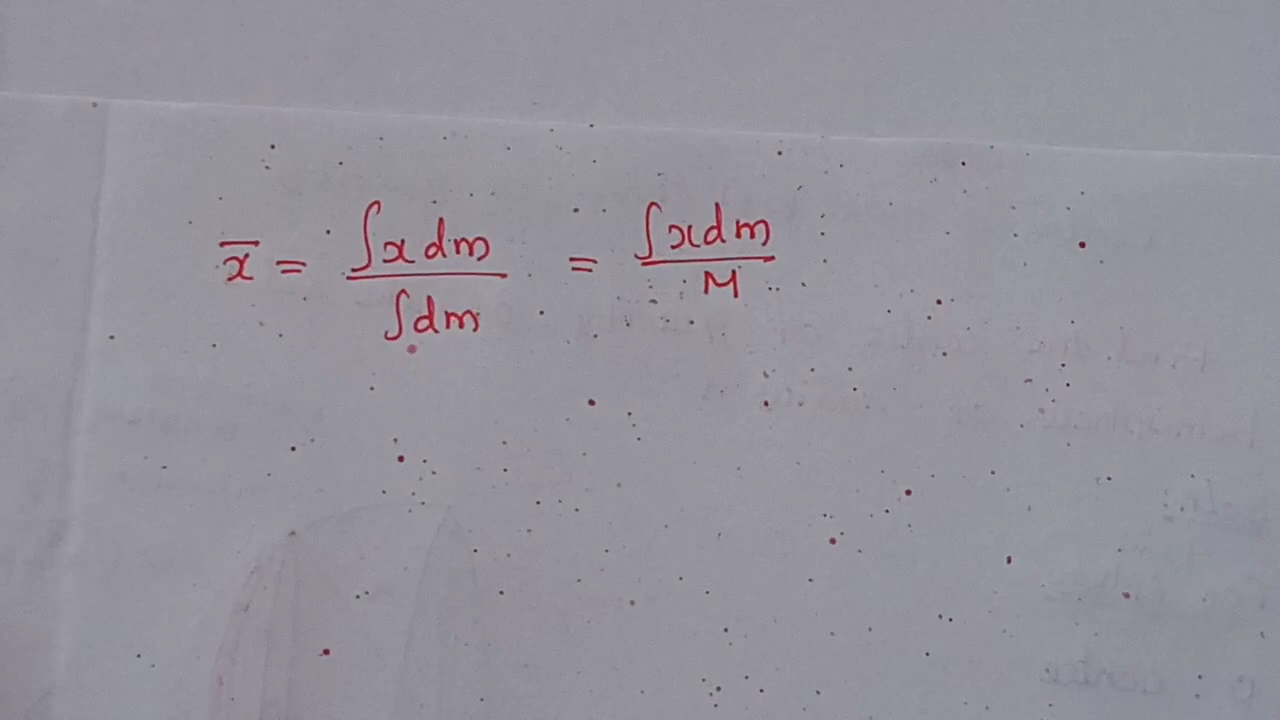 x̄ = ∫x dm / ∫dm = ∫x dm / M